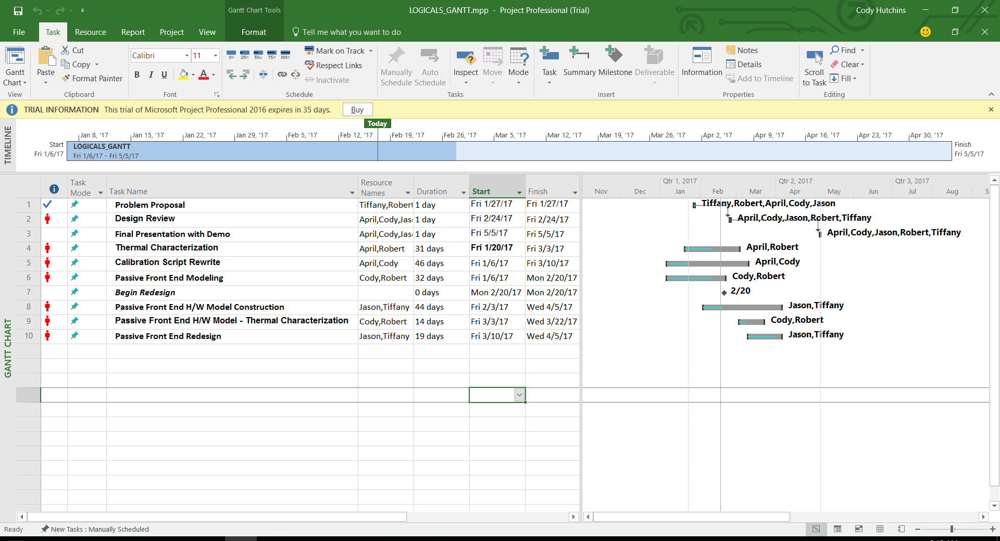 Gantt Chart Tools
LOGICALS_GANTT.mpp - Project Professional (Trial)
Cody Hutchins
File Task Resource Report Project View Format Tell me what you want to do
Gantt Chart
Paste
Cut
Copy
Format Painter
Calibri 11
B I U A
0% 25% 50% 75% 100%
Mark on Track
Respect Links
Inactivate
Manually Schedule
Auto Schedule
Inspect
Move
Mode
Task
Summary
Milestone
Deliverable
Information
Notes
Details
Add to Timeline
Scroll to Task
Find
Clear
Fill
View Clipboard Font Schedule Tasks Insert Properties Editing
TRIAL INFORMATION This trial of Microsoft Project Professional 2016 expires in 35 days. Buy
TIMELINE
Today
Jan 8, '17 Jan 15, '17 Jan 22, '17 Jan 29, '17 Feb 5, '17 Feb 12, '17 Feb 19, '17 Feb 26, '17 Mar 5, '17 Mar 12, '17 Mar 19, '17 Mar 26, '17 Apr 2, '17 Apr 9, '17 Apr 16, '17 Apr 23, '17 Apr 30, '17
Start
Fri 1/6/17
LOGICALS_GANTT
Fri 1/6/17 - Fri 5/5/17
Finish
Fri 5/5/17
GANTT CHART
Task Mode Task Name Resource Names Duration Start Finish
Qtr 1, 2017 Qtr 2, 2017 Qtr 3, 2017
Nov Dec Jan Feb Mar Apr May Jun Jul Aug S
1 Problem Proposal Tiffany,Robert 1 day Fri 1/27/17 Fri 1/27/17 Tiffany,Robert,April,Cody,Jason
2 Design Review April,Cody,Jas 1 day Fri 2/24/17 Fri 2/24/17 April,Cody,Jason,Robert,Tiffany
3 Final Presentation with Demo April,Cody,Jas 1 day Fri 5/5/17 Fri 5/5/17 April,Cody,Jason,Robert,Tiffany
4 Thermal Characterization April,Robert 31 days Fri 1/20/17 Fri 3/3/17 April,Robert
5 Calibration Script Rewrite April,Cody 46 days Fri 1/6/17 Fri 3/10/17 April,Cody
6 Passive Front End Modeling Cody,Robert 32 days Fri 1/6/17 Mon 2/20/17 Cody,Robert
7 Begin Redesign 0 days Mon 2/20/17 Mon 2/20/17 2/20
8 Passive Front End H/W Model Construction Jason,Tiffany 44 days Fri 2/3/17 Wed 4/5/17 Jason,Tiffany
9 Passive Front End H/W Model - Thermal Characterization Cody,Robert 14 days Fri 3/3/17 Wed 3/22/17 Cody,Robert
10 Passive Front End Redesign Jason,Tiffany 19 days Fri 3/10/17 Wed 4/5/17 Jason,Tiffany
Ready New Tasks : Manually Scheduled